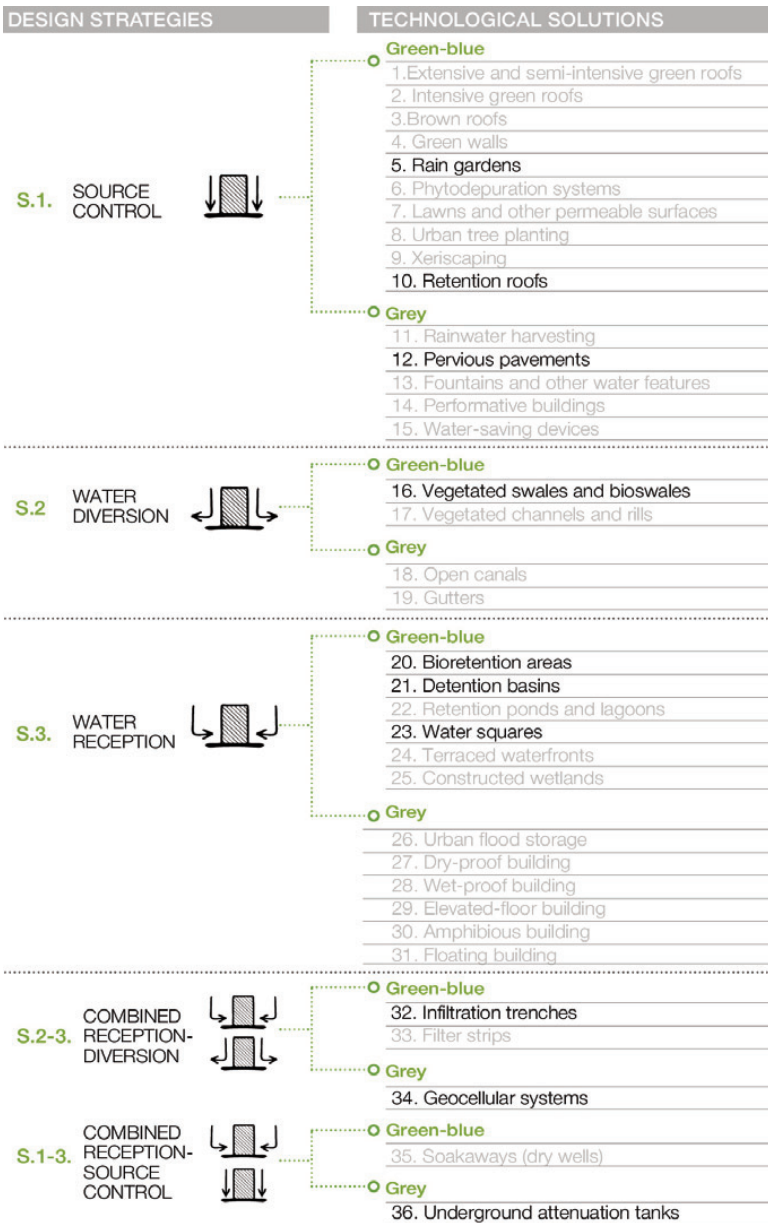 DESIGN STRATEGIES
TECHNOLOGICAL SOLUTIONS
S.1. SOURCE
CONTROL
Green-blue
1.Extensive and semi-intensive green roofs
2. Intensive green roofs
3.Brown roofs
4. Green walls
5. Rain gardens
6. Phytodepuration systems
7. Lawns and other permeable surfaces
8. Urban tree planting
9. Xeriscaping
10. Retention roofs
Grey
11. Rainwater harvesting
12. Pervious pavements
13. Fountains and other water features
14. Performative buildings
15. Water-saving devices
S.2 WATER
DIVERSION
Green-blue
16. Vegetated swales and bioswales
17. Vegetated channels and rills
Grey
18. Open canals
19. Gutters
S.3. WATER
RECEPTION
Green-blue
20. Bioretention areas
21. Detention basins
22. Retention ponds and lagoons
23. Water squares
24. Terraced waterfronts
25. Constructed wetlands
Grey
26. Urban flood storage
27. Dry-proof building
28. Wet-proof building
29. Elevated-floor building
30. Amphibious building
31. Floating building
COMBINED
S.2-3. RECEPTION-
DIVERSION
Green-blue
32. Infiltration trenches
33. Filter strips
Grey
34. Geocellular systems
COMBINED
S.1-3. RECEPTION-
SOURCE
CONTROL
Green-blue
35. Soakaways (dry wells)
Grey
36. Underground attenuation tanks